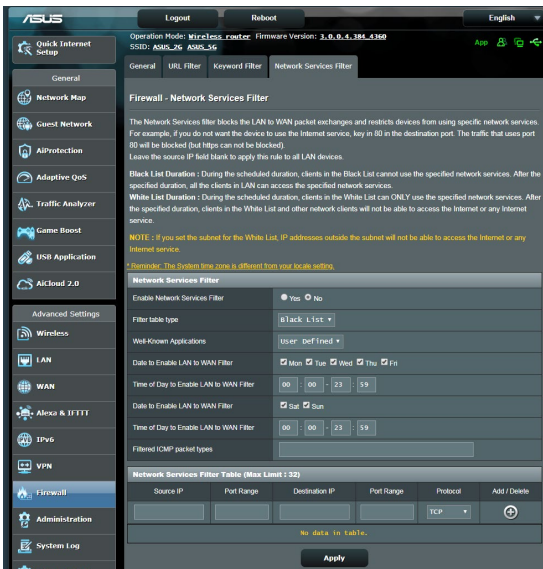 ASUS
Logout
Reboot
English
Operation Mode: Wireless router Firmware Version: 3.0.0.4.384_4360
SSID: ASUS_2G ASUS_5G
App
Quick Internet
Setup
General
Network Map
Guest Network
AiProtection
Adaptive QoS
Traffic Analyzer
Game Boost
USB Application
AiCloud 2.0
Advanced Settings
Wireless
LAN
WAN
Alexa & IFTTT
IPv6
VPN
Firewall
Administration
System Log
General
URL Filter
Keyword Filter
Network Services Filter
Firewall - Network Services Filter
The Network Services filter blocks the LAN to WAN packet exchanges and restricts devices from using specific network services.
For example, if you do not want the device to use the Internet service, key in 80 in the destination port. The traffic that uses port
80 will be blocked (but https can not be blocked).
Leave the source IP field blank to apply this rule to all LAN devices.
Black List Duration : During the scheduled duration, clients in the Black List cannot use the specified network services. After the
specified duration, all the clients in LAN can access the specified network services.
White List Duration : During the scheduled duration, clients in the White List can ONLY use the specified network services. After
the specified duration, clients in the White List and other network clients will not be able to access the Internet or any Internet
service.
NOTE : If you set the subnet for the White List, IP addresses outside the subnet will not be able to access the Internet or any
Internet service.
* Reminder: The System time zone is different from your locale setting.
Network Services Filter
Enable Network Services Filter Yes No
Filter table type Black List
Well-Known Applications User Defined
Date to Enable LAN to WAN Filter Mon Tue Wed Thu Fri
Time of Day to Enable LAN to WAN Filter 00 : 00 - 23 : 59
Date to Enable LAN to WAN Filter Sat Sun
Time of Day to Enable LAN to WAN Filter 00 : 00 - 23 : 59
Filtered ICMP packet types
Network Services Filter Table (Max Limit : 32)
Source IP Port Range Destination IP Port Range Protocol Add / Delete
TCP
No data in table.
Apply